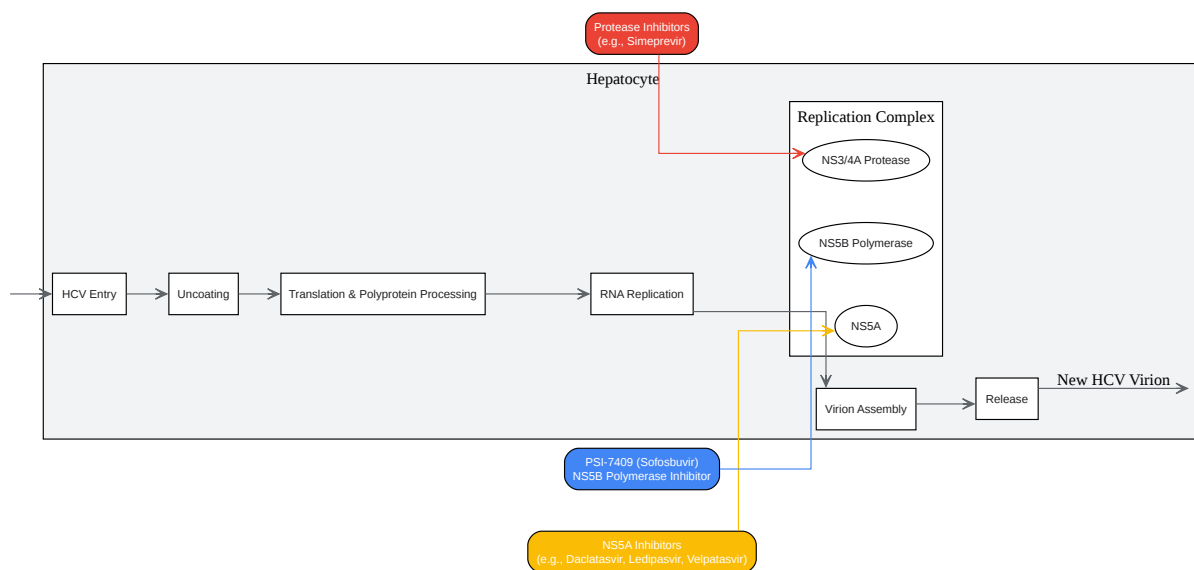 Protease Inhibitors
(e.g., Simeprevir)
Hepatocyte
Replication Complex
NS3/4A Protease
NS5B Polymerase
HCV Entry
Uncoating
Translation & Polyprotein Processing
RNA Replication
NS5A
New HCV Virion
Release
Virion Assembly
PSI-7409 (Sofosbuvir)
NS5B Polymerase Inhibitor
NS5A Inhibitors
(e.g., Daclatasvir, Ledipasvir, Velpatasvir)